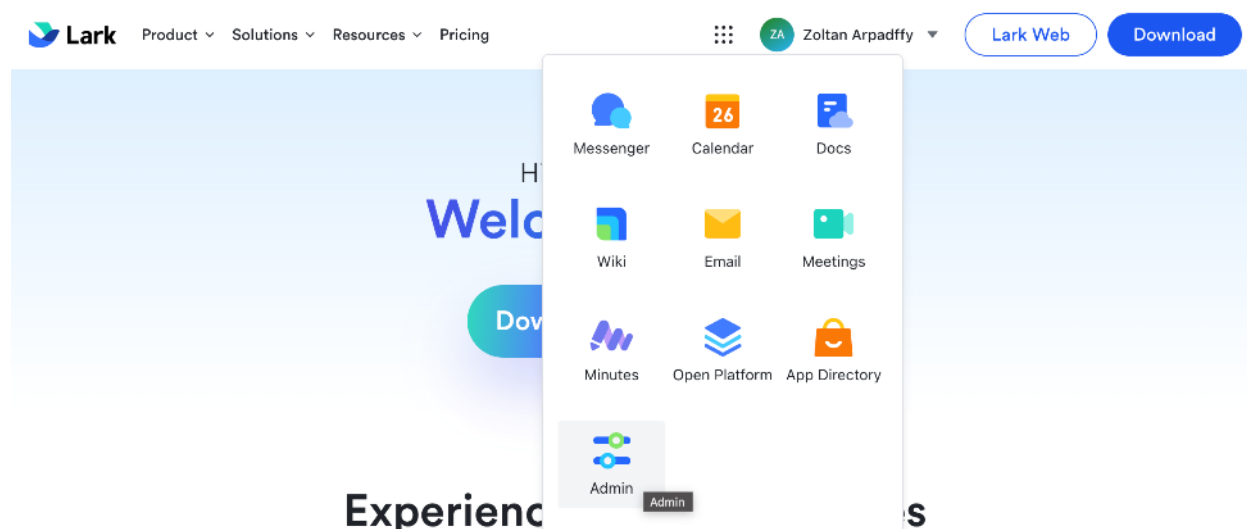 Lark Product Solutions Resources Pricing ZA Zoltan Arpadffy Lark Web Download
26
Messenger Calendar Docs
H
Welc
Wiki Email Meetings
Dov
Minutes Open Platform App Directory
Admin
Admin
Experienc s